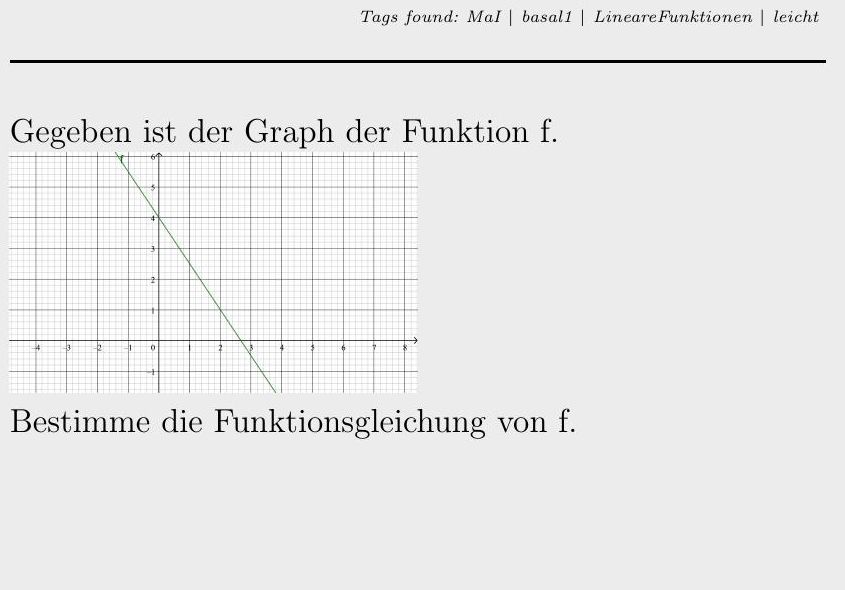 Tags found: MaI | basal1 | LineareFunktionen | leicht
Gegeben ist der Graph der Funktion f.
f
6
5
4
3
2
1
-4 -3 -2 -1 0 1 2 3 4 5 6 7 8
-1
Bestimme die Funktionsgleichung von f.